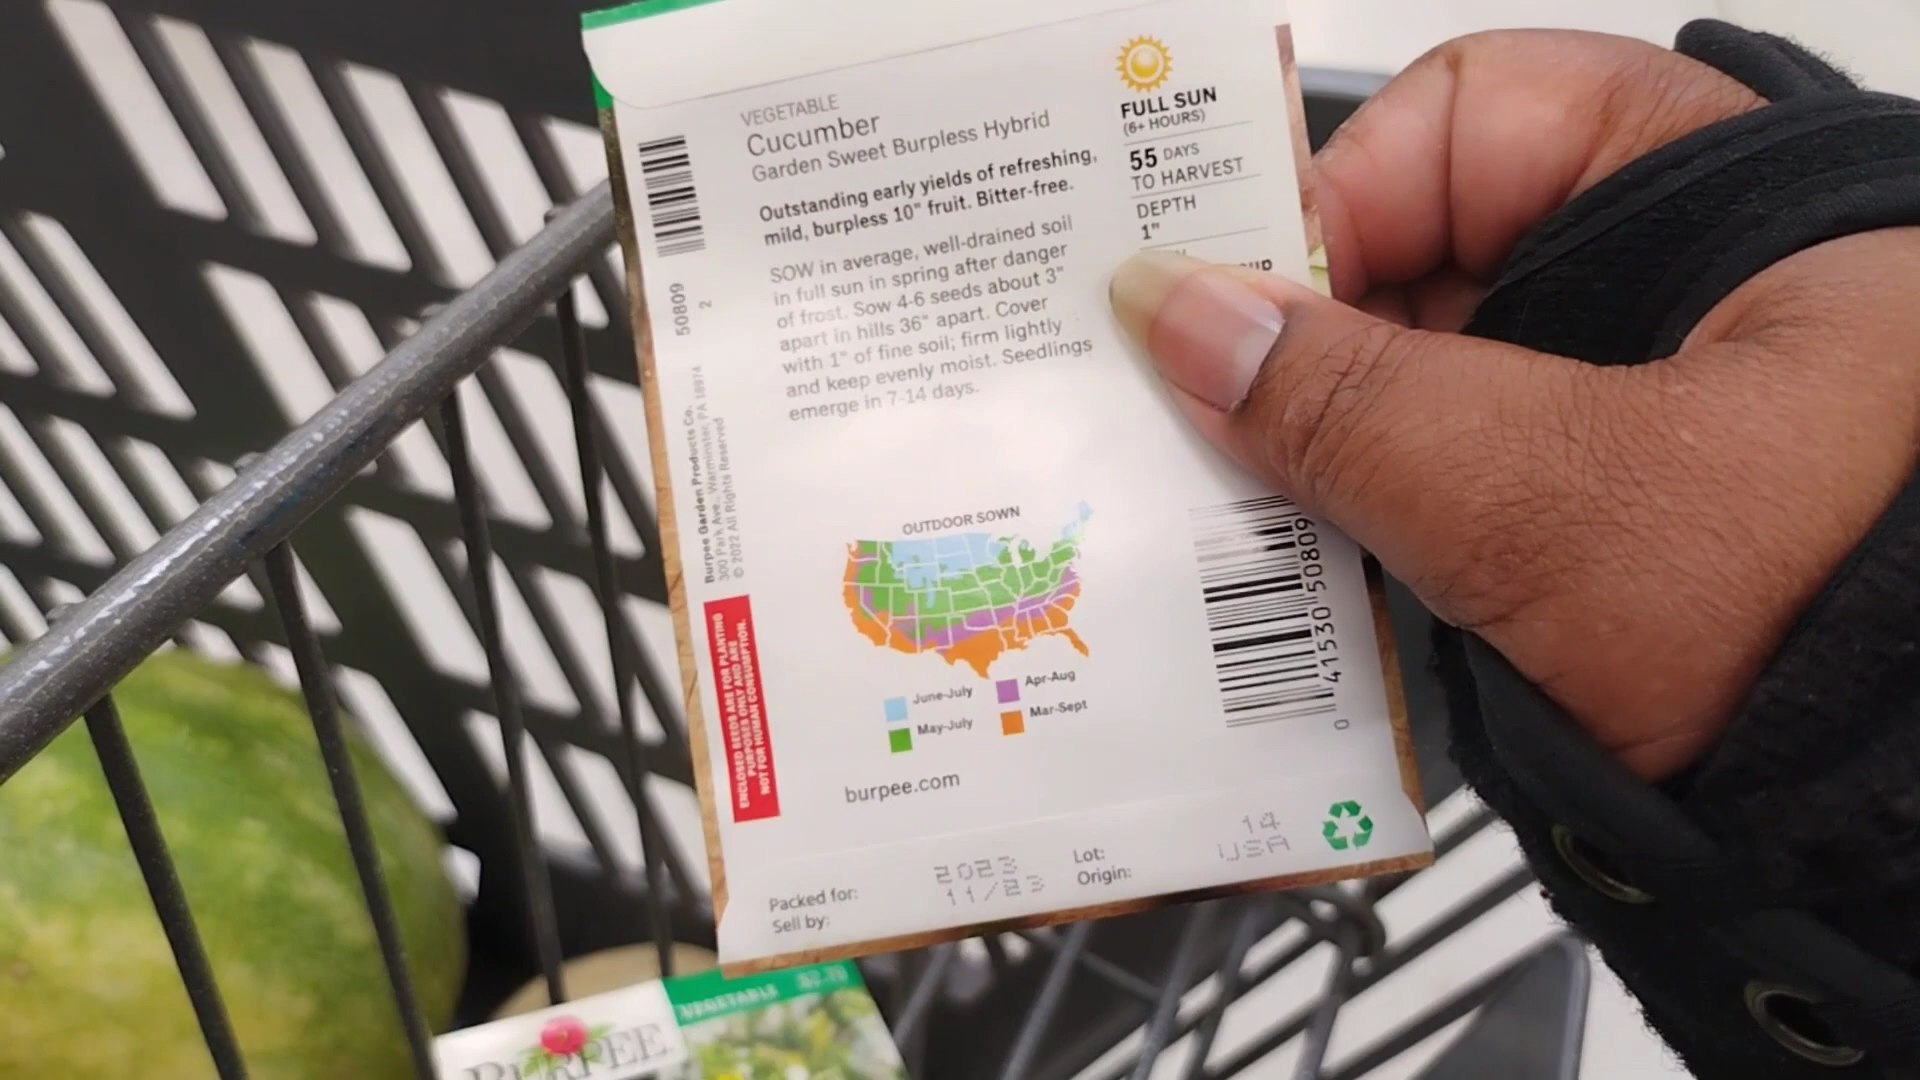 VEGETABLE
Cucumber
Garden Sweet Burpless Hybrid
Outstanding early yields of refreshing,
mild, burpless 10" fruit. Bitter-free.
SOW in average, well-drained soil
in full sun in spring after danger
of frost. Sow 4-6 seeds about 3"
apart in hills 36" apart. Cover
with 1" of fine soil; firm lightly
and keep evenly moist. Seedlings
emerge in 7-14 days.
FULL SUN
(6+ HOURS)
55 DAYS
TO HARVEST
DEPTH
1"
50809
2
Burpee Garden Products Co.
300 Park Ave., Warminster, PA 18974
© 2022 All Rights Reserved
ENCLOSED SEEDS ARE FOR PLANTING
PURPOSES ONLY AND ARE
NOT FOR HUMAN CONSUMPTION.
OUTDOOR SOWN
June-July
Apr-Aug
May-July
Mar-Sept
burpee.com
0 41530 50809
Packed for: 2023
Sell by: 11/23
Lot: 14
Origin: USA
VEGETABLE
BURPEE